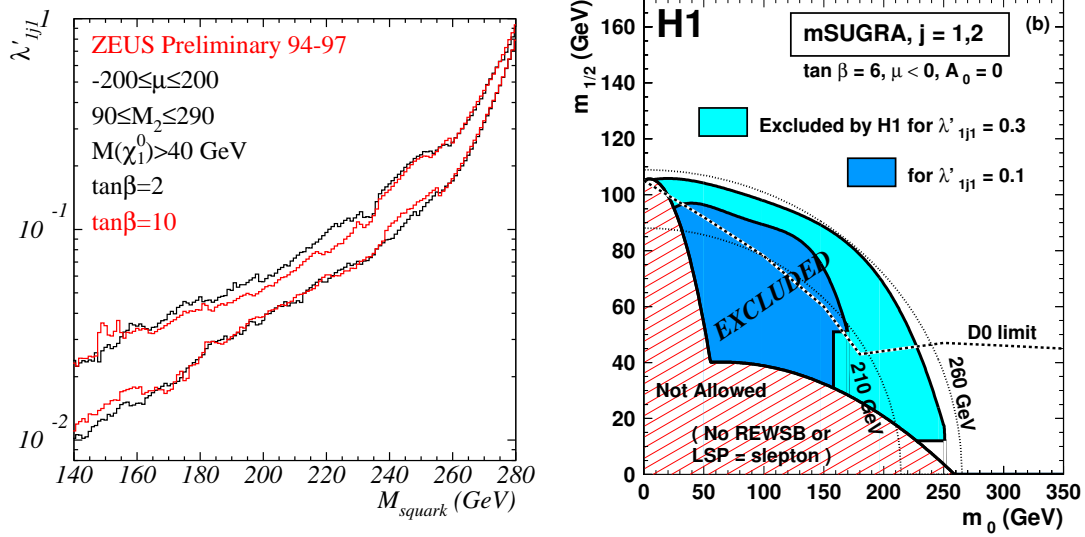 λ'1j1
1
10⁻¹
10⁻²
ZEUS Preliminary 94-97
-200≤μ≤200
90≤M₂≤290
M(χ₁⁰)>40 GeV
tanβ=2
tanβ=10
140 160 180 200 220 240 260 280
M_squark (GeV)
m 1/2 (GeV)
160
140
120
100
80
60
40
20
0
H1
(b)
mSUGRA, j = 1,2
tan β = 6, μ < 0, A₀ = 0
Excluded by H1 for λ'1j1 = 0.3
for λ'1j1 = 0.1
EXCLUDED
D0 limit
260 GeV
210 GeV
Not Allowed
( No REWSB or
LSP = slepton )
0 50 100 150 200 250 300 350
m₀ (GeV)